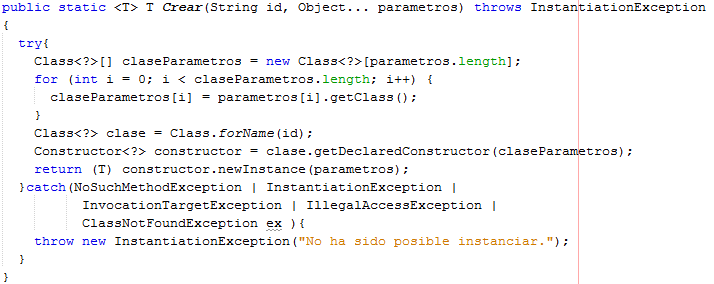 public static <T> T Crear(String id, Object... parametros) throws InstantiationException
{
  try{
    Class<?>[] claseParametros = new Class<?>[parametros.length];
    for (int i = 0; i < claseParametros.length; i++) {
      claseParametros[i] = parametros[i].getClass();
    }
    Class<?> clase = Class.forName(id);
    Constructor<?> constructor = clase.getDeclaredConstructor(claseParametros);
    return (T) constructor.newInstance(parametros);
  }catch(NoSuchMethodException | InstantiationException |
          InvocationTargetException | IllegalAccessException |
          ClassNotFoundException ex ){
    throw new InstantiationException("No ha sido posible instanciar.");
  }
}